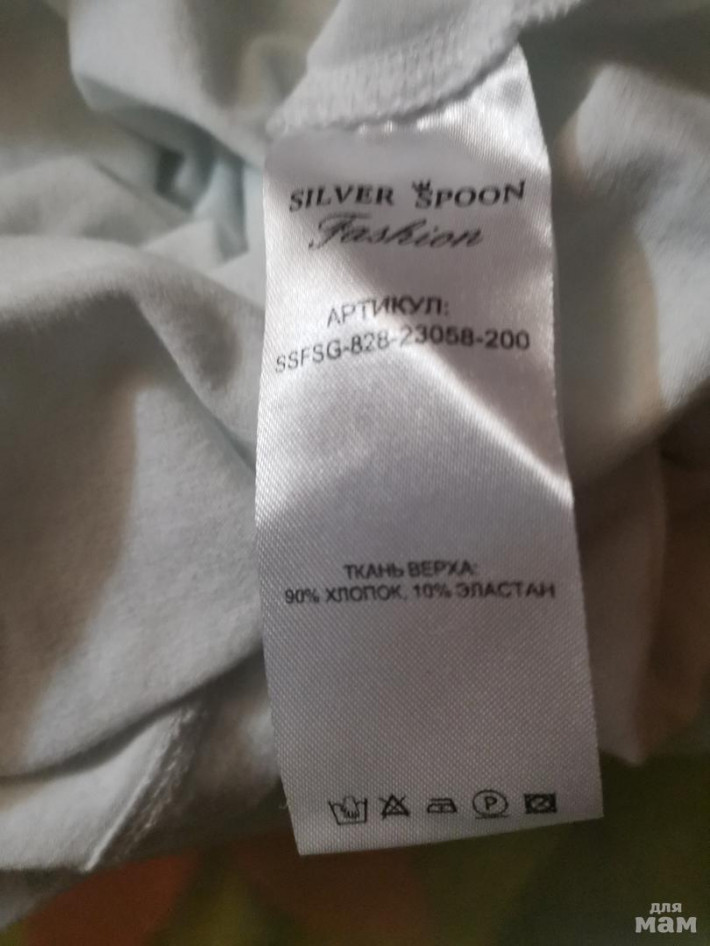 SILVER SPOON
Fashion
АРТИКУЛ:
SSFSG-828-23058-200
ТКАНЬ ВЕРХА:
90% ХЛОПОК, 10% ЭЛАСТАН
P
для
мам